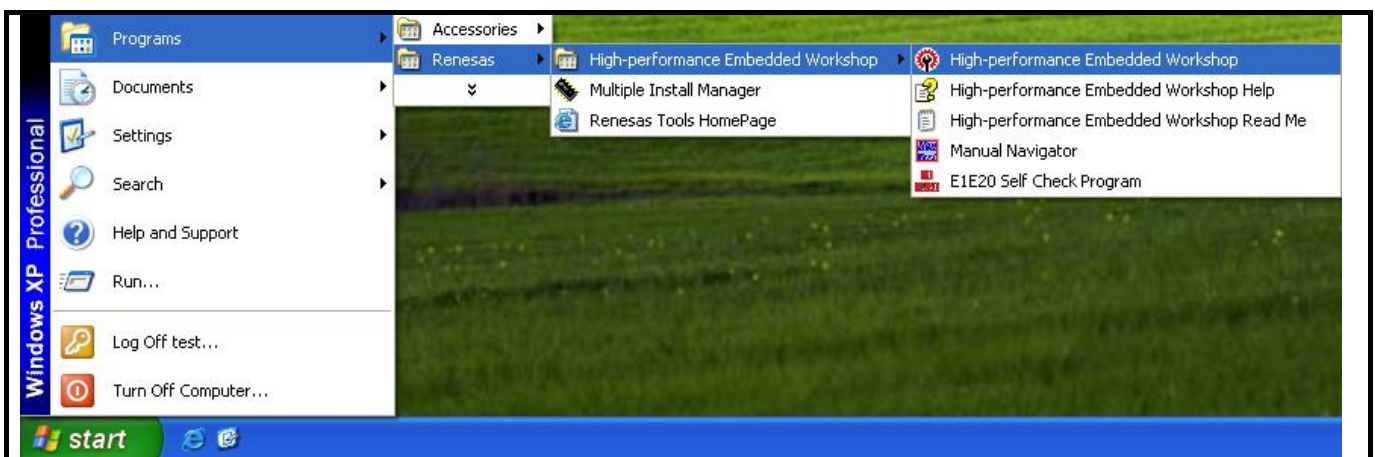 Windows XP Professional
Programs
Documents
Settings
Search
Help and Support
Run...
Log Off test...
Turn Off Computer...
start
Accessories
Renesas
High-performance Embedded Workshop
Multiple Install Manager
Renesas Tools HomePage
High-performance Embedded Workshop
High-performance Embedded Workshop Help
High-performance Embedded Workshop Read Me
Manual Navigator
E1E20 Self Check Program